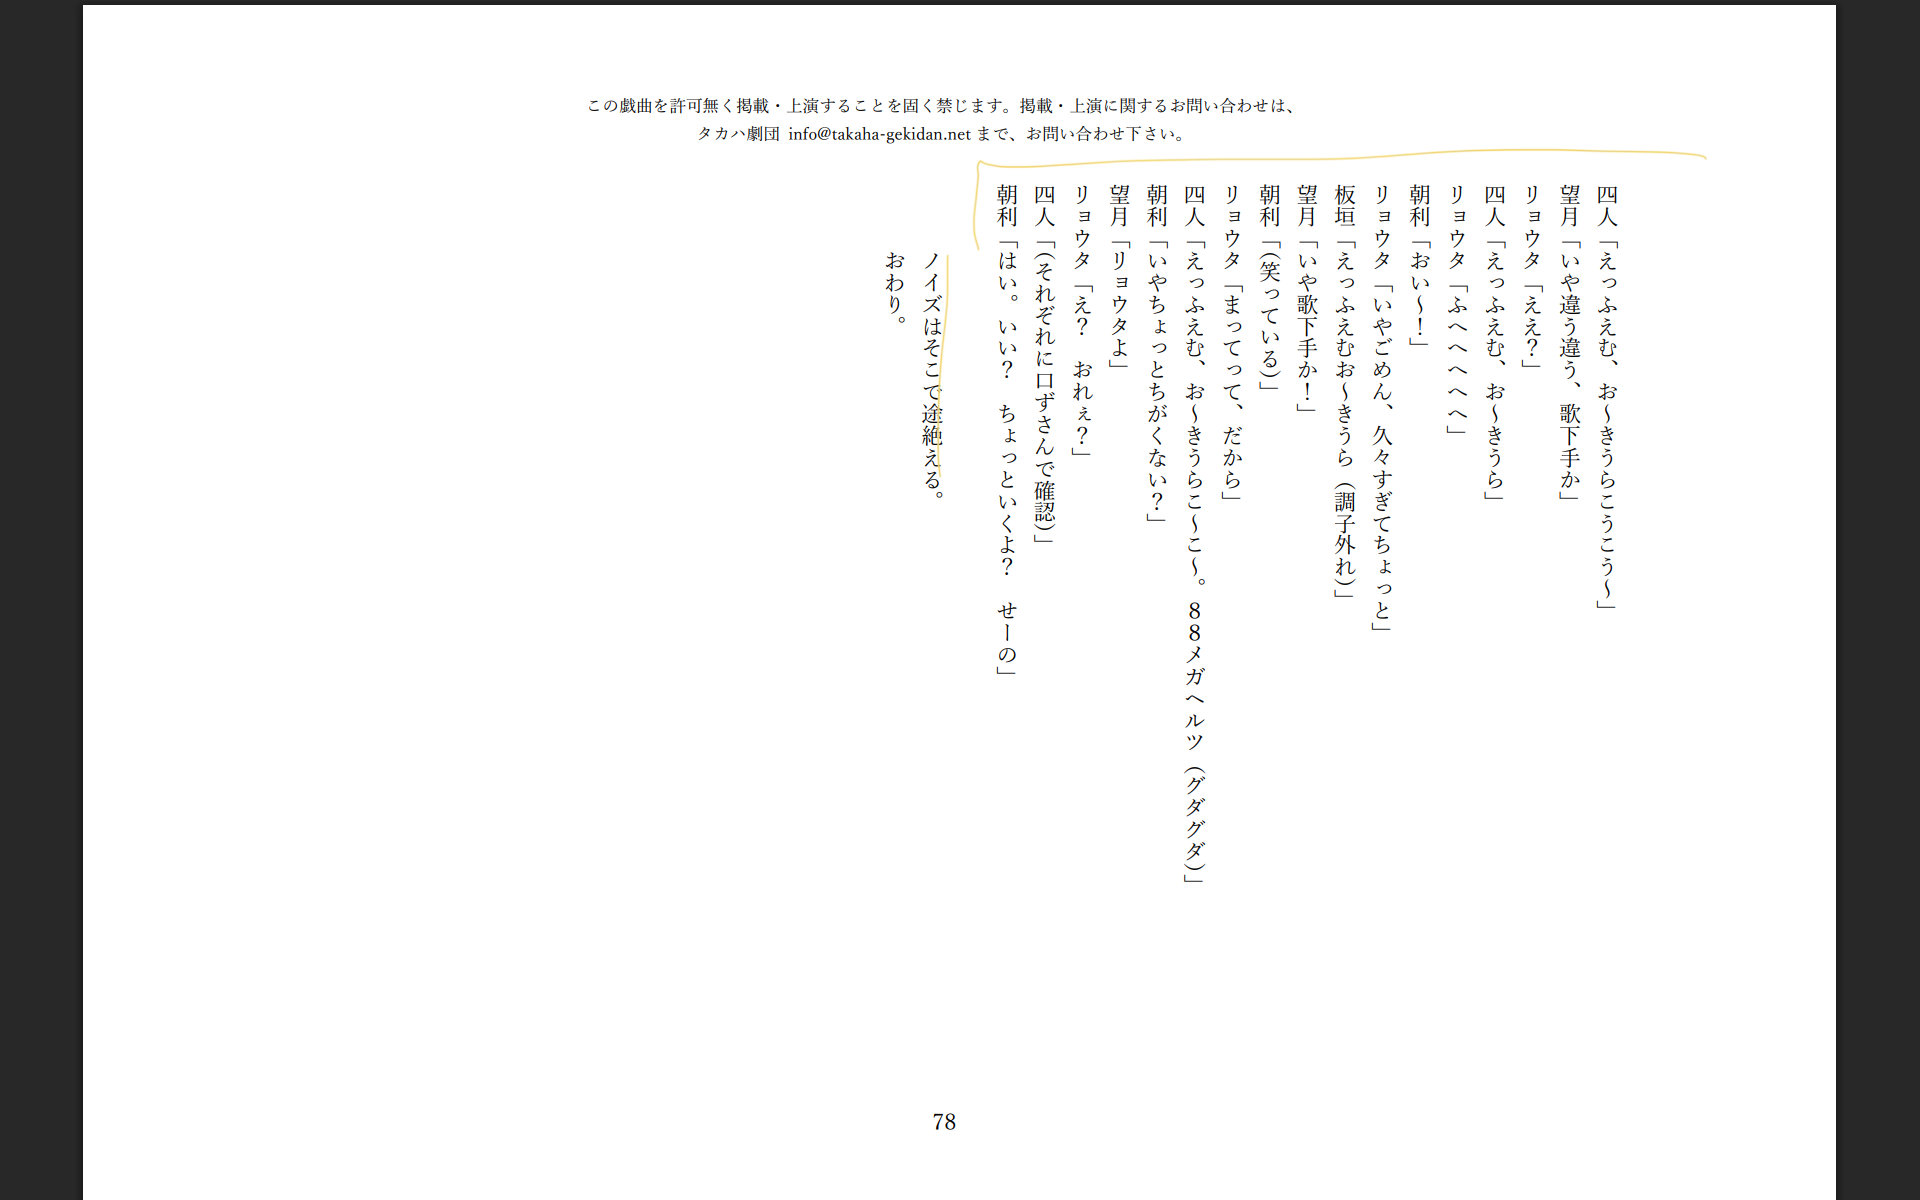 この戯曲を許可無く掲載・上演することを固く禁じます。掲載・上演に関するお問い合わせは、
タカハ劇団 info@takaha-gekidan.net まで、お問い合わせ下さい。
四人「えっふえむ、お〜きうらこうこう〜」
望月「いや違う違う、歌下手か」
リョウタ「ええ？」
四人「えっふえむ、お〜きうら」
リョウタ「ふへへへへへ」
朝利「おい〜！」
リョウタ「いやごめん、久々すぎてちょっと」
板垣「えっふえむお〜きうら（調子外れ）」
望月「いや歌下手か！」
朝利「（笑っている）」
リョウタ「まってって、だから」
四人「えっふえむ、お〜きうらこ〜こ〜。８８メガヘルツ（グダグダ）」
朝利「いやちょっとちがくない？」
望月「リョウタよ」
リョウタ「え？　おれぇ？」
四人「（それぞれに口ずさんで確認）」
朝利「はい。いい？　ちょっといくよ？　せーの」
ノイズはそこで途絶える。
おわり。
78